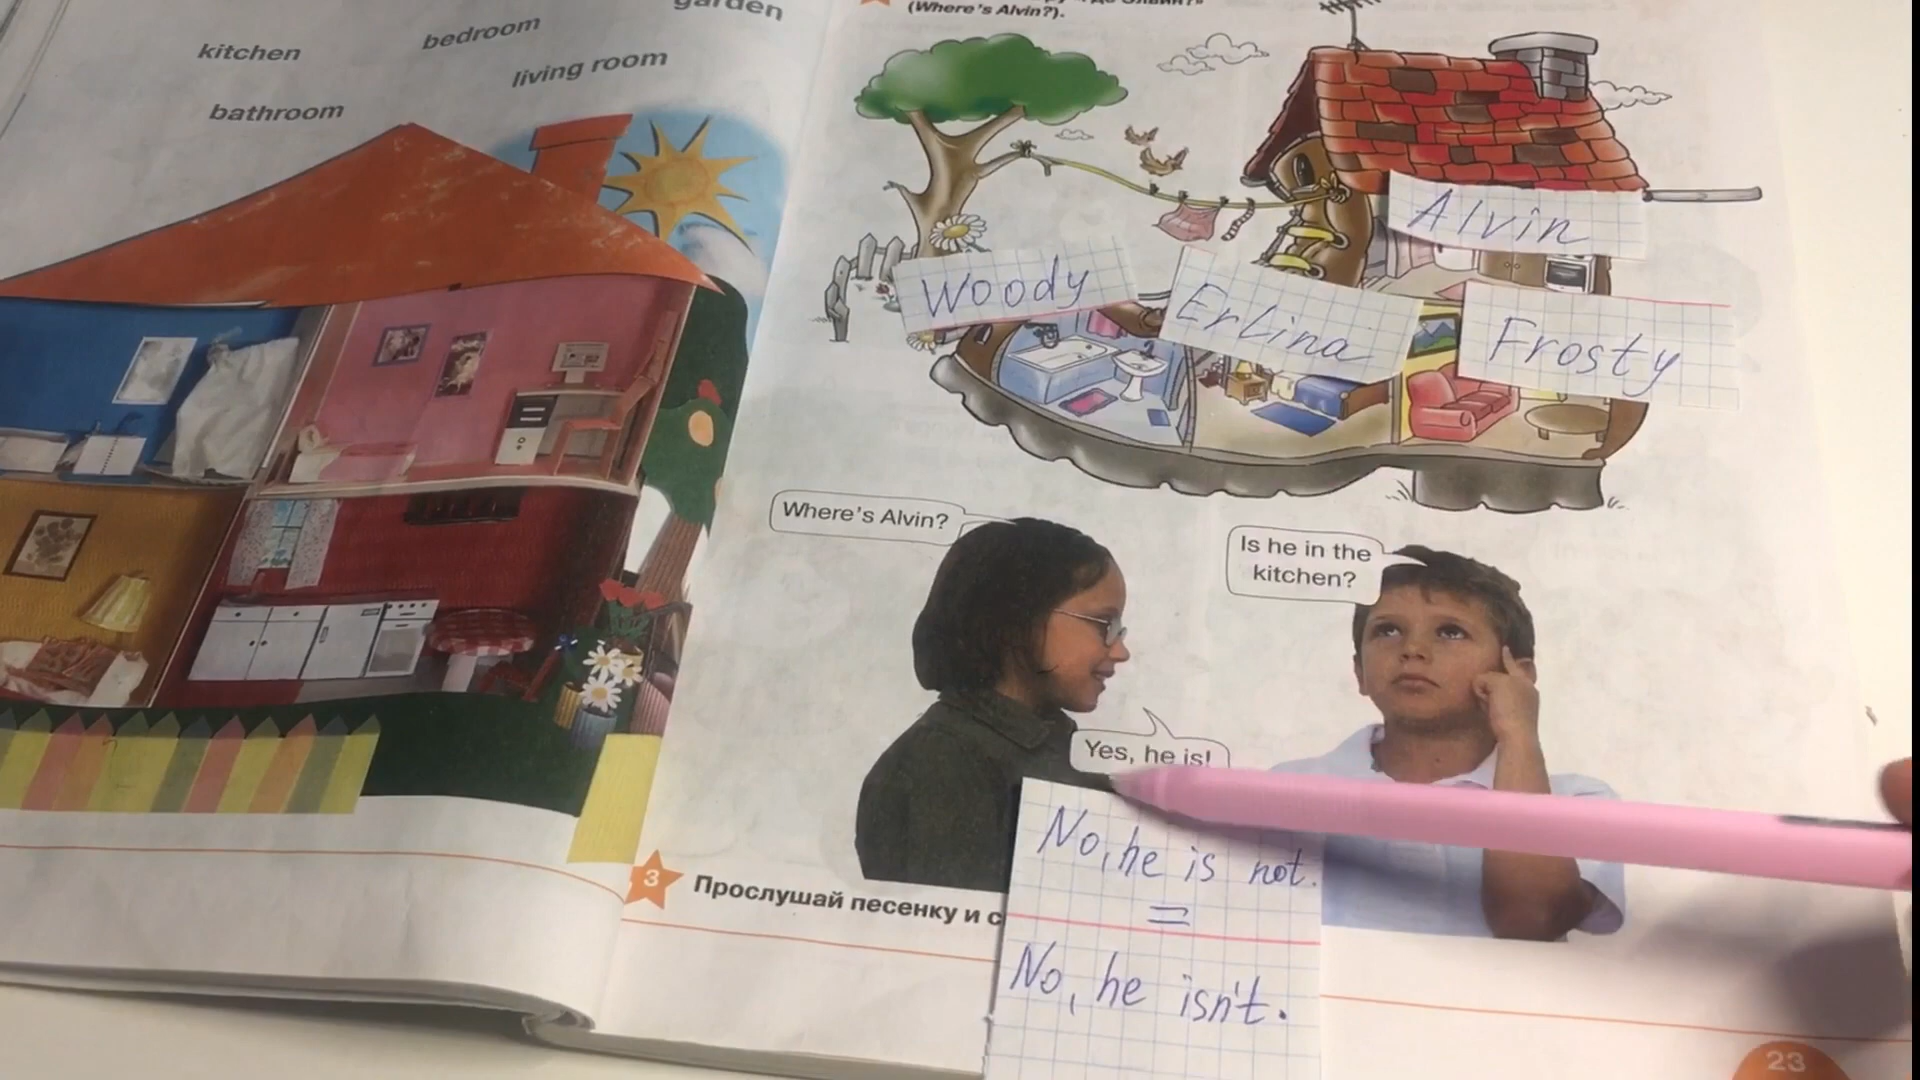 garden
kitchen
bedroom
living room
bathroom
(Where's Alvin?).
Alvin
Woody
Erlina
Frosty
Where's Alvin?
Is he in the
kitchen?
Yes, he is!
No, he is not.
=
No, he isn't.
3 Прослушай песенку и с
23